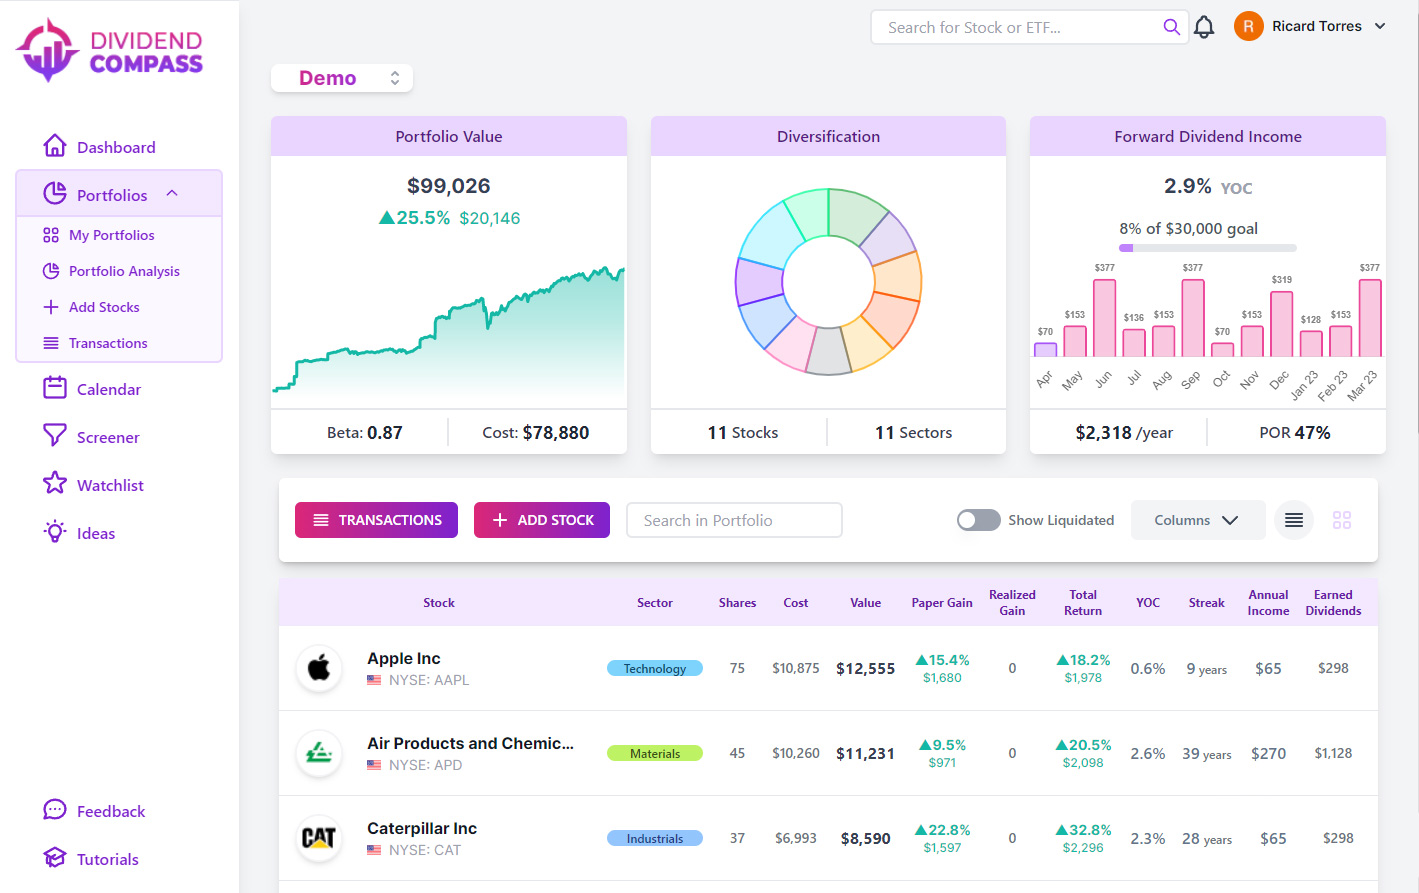 DIVIDEND
COMPASS
Search for Stock or ETF...
R
Ricard Torres
Demo
Dashboard
Portfolios
My Portfolios
Portfolio Analysis
Add Stocks
Transactions
Calendar
Screener
Watchlist
Ideas
Feedback
Tutorials
Portfolio Value
$99,026
25.5% $20,146
Beta: 0.87
Cost: $78,880
Diversification
11 Stocks
11 Sectors
Forward Dividend Income
2.9% YOC
8% of $30,000 goal
$70 $153 $377 $136 $153 $377 $70 $153 $319 $128 $153 $377
Apr May Jun Jul Aug Sep Oct Nov Dec Jan 23 Feb 23 Mar 23
$2,318 /year
POR 47%
TRANSACTIONS
ADD STOCK
Search in Portfolio
Show Liquidated
Columns
Stock Sector Shares Cost Value Paper Gain Realized Gain Total Return YOC Streak Annual Income Earned Dividends
Apple Inc
NYSE: AAPL
Technology 75 $10,875 $12,555 15.4% $1,680 0 18.2% $1,978 0.6% 9 years $65 $298
Air Products and Chemic...
NYSE: APD
Materials 45 $10,260 $11,231 9.5% $971 0 20.5% $2,098 2.6% 39 years $270 $1,128
CAT
Caterpillar Inc
NYSE: CAT
Industrials 37 $6,993 $8,590 22.8% $1,597 0 32.8% $2,296 2.3% 28 years $65 $298